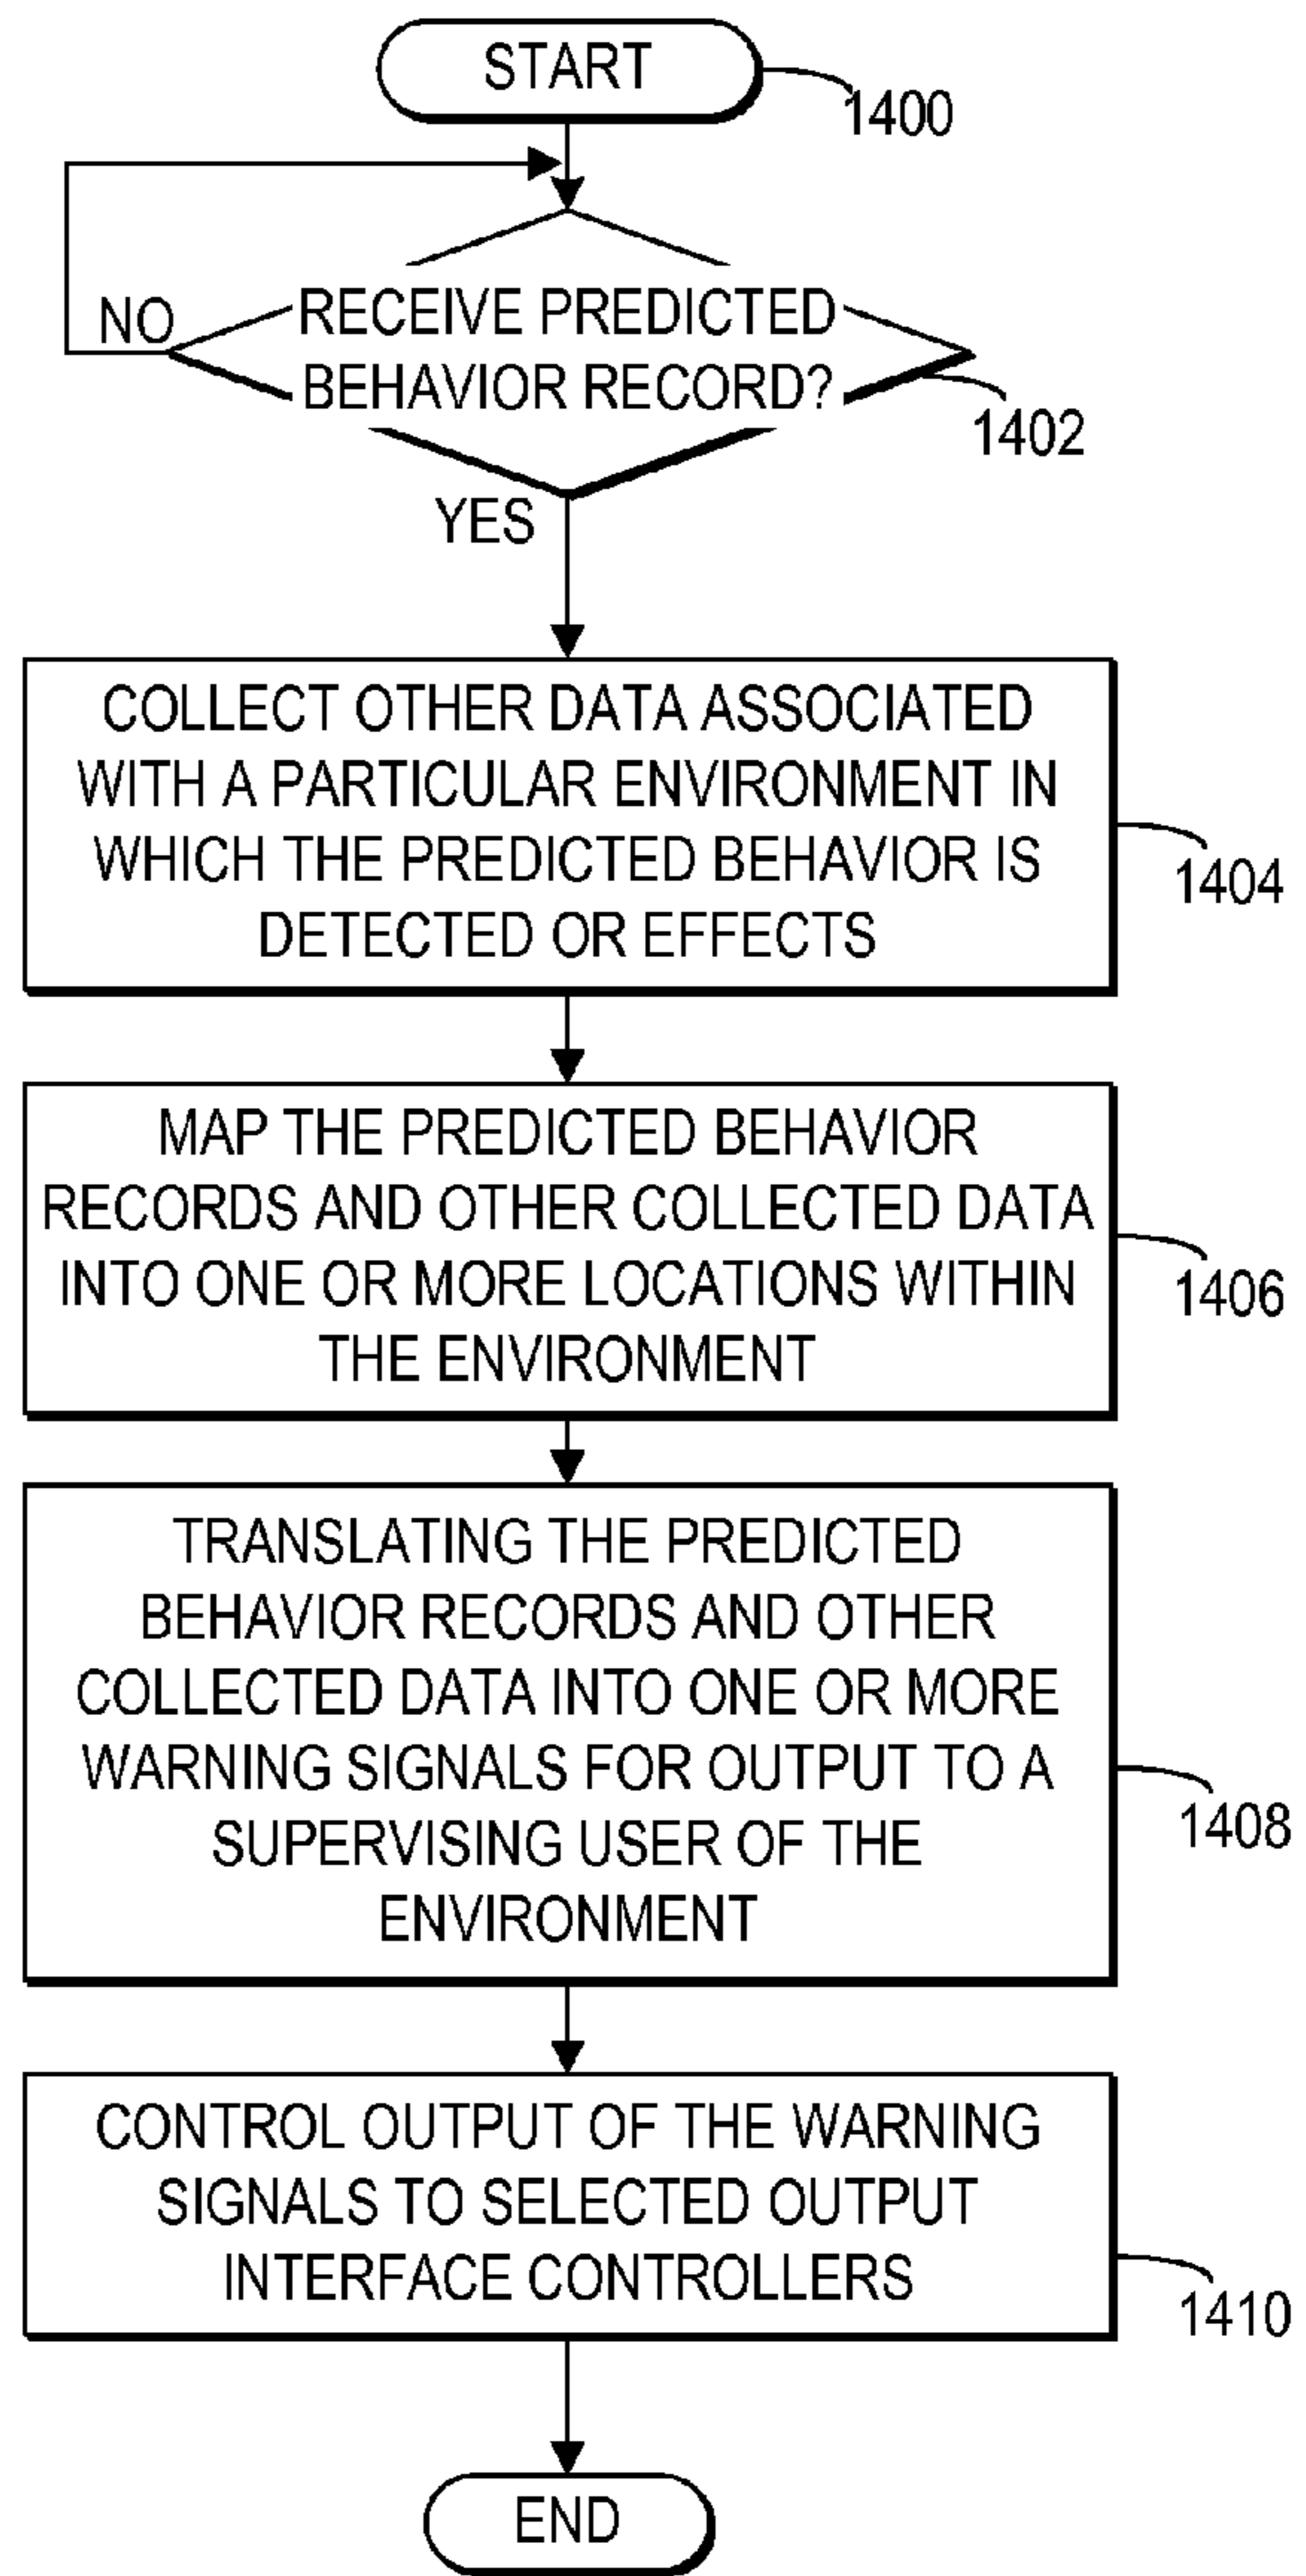 START
1400
NO
RECEIVE PREDICTED
BEHAVIOR RECORD?
1402
YES
COLLECT OTHER DATA ASSOCIATED
WITH A PARTICULAR ENVIRONMENT IN
WHICH THE PREDICTED BEHAVIOR IS
DETECTED OR EFFECTS
1404
MAP THE PREDICTED BEHAVIOR
RECORDS AND OTHER COLLECTED DATA
INTO ONE OR MORE LOCATIONS WITHIN
THE ENVIRONMENT
1406
TRANSLATING THE PREDICTED
BEHAVIOR RECORDS AND OTHER
COLLECTED DATA INTO ONE OR MORE
WARNING SIGNALS FOR OUTPUT TO A
SUPERVISING USER OF THE
ENVIRONMENT
1408
CONTROL OUTPUT OF THE WARNING
SIGNALS TO SELECTED OUTPUT
INTERFACE CONTROLLERS
1410
END